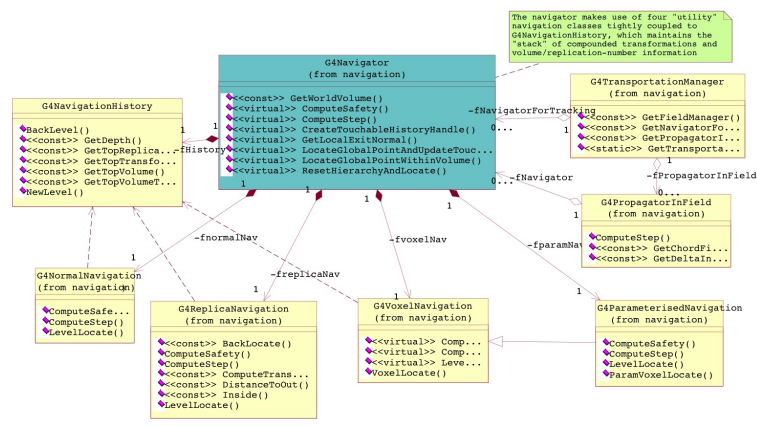 The navigator makes use of four "utility"
navigation classes tightly coupled to
G4NavigationHistory, which maintains the
"stack" of compounded transformations and
volume/replication-number information
G4Navigator
(from navigation)
<<const>> GetWorldVolume()
<<virtual>> ComputeSafety()
<<virtual>> ComputeStep()
<<virtual>> CreateTouchableHistoryHandle()
<<virtual>> GetLocalExitNormal()
<<virtual>> LocateGlobalPointAndUpdateTouc...
<<virtual>> LocateGlobalPointWithinVolume()
<<virtual>> ResetHierarchyAndLocate()
G4TransportationManager
(from navigation)
<<const>> GetFieldManager()
<<const>> GetNavigatorFo...
<<const>> GetPropagatorI...
<<static>> GetTransporta...
G4NavigationHistory
(from navigation)
BackLevel()
<<const>> GetDepth()
<<const>> GetTopReplica...
<<const>> GetTopTransfo...
<<const>> GetTopVolume()
<<const>> GetTopVolumeT...
NewLevel()
-fNavigatorForTracking
1
0...
1
1
-fHistory
1
-fPropagatorInField
0...
-fNavigator
0...
1
G4PropagatorInField
(from navigation)
ComputeStep()
<<const>> GetChordFi...
<<const>> GetDeltaIn...
1
1
1
1
-fnormalNav
-fvoxelNav
-fparamNav
-freplicaNav
1
1
1
1
G4NormalNavigation
(from navigation)
ComputeSafe...
ComputeStep()
LevelLocate()
G4ReplicaNavigation
(from navigation)
<<const>> BackLocate()
ComputeSafety()
ComputeStep()
<<const>> ComputeTrans...
<<const>> DistanceToOut()
<<const>> Inside()
LevelLocate()
G4VoxelNavigation
(from navigation)
<<virtual>> Comp...
<<virtual>> Comp...
<<virtual>> Leve...
VoxelLocate()
G4ParameterisedNavigation
(from navigation)
ComputeSafety()
ComputeStep()
LevelLocate()
ParamVoxelLocate()